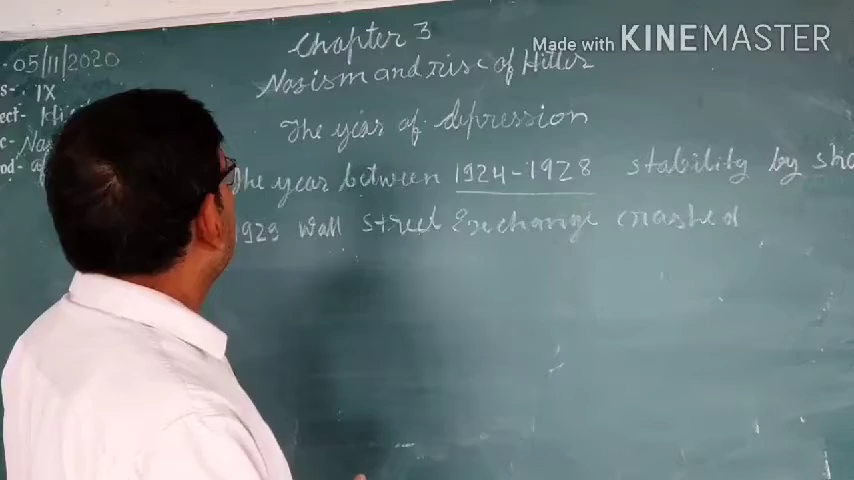 Made with KINEMASTER
05/11/2020
Chapter 3
IX
Nasism and rise of Hitler
The years of depression
The year between 1924-1928 stability by sho
1929 wall street Exchange crashed